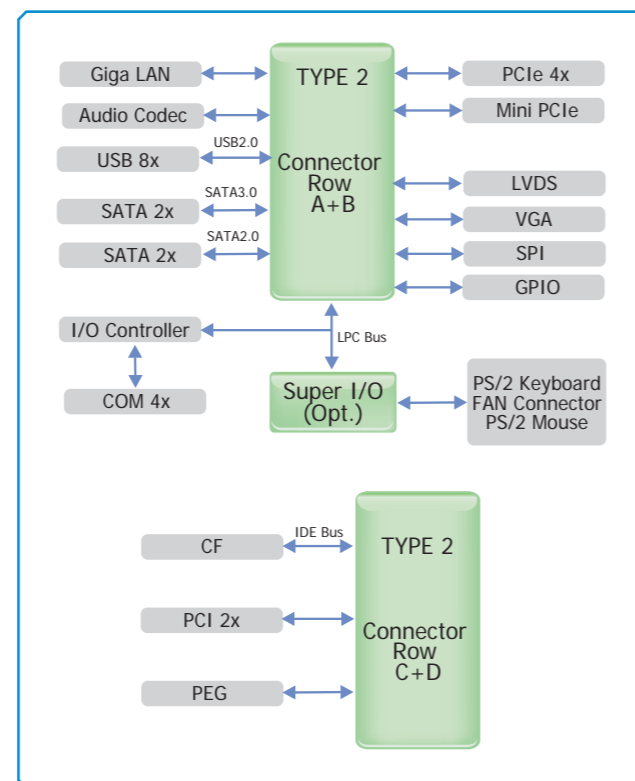 Giga LAN
TYPE 2
PCIe 4x
Audio Codec
Mini PCIe
USB2.0
USB 8x
Connector
Row
A+B
LVDS
SATA3.0
SATA 2x
VGA
SATA2.0
SATA 2x
SPI
GPIO
I/O Controller
LPC Bus
COM 4x
Super I/O
(Opt.)
PS/2 Keyboard
FAN Connector
PS/2 Mouse
IDE Bus
CF
TYPE 2
PCI 2x
Connector
Row
C+D
PEG